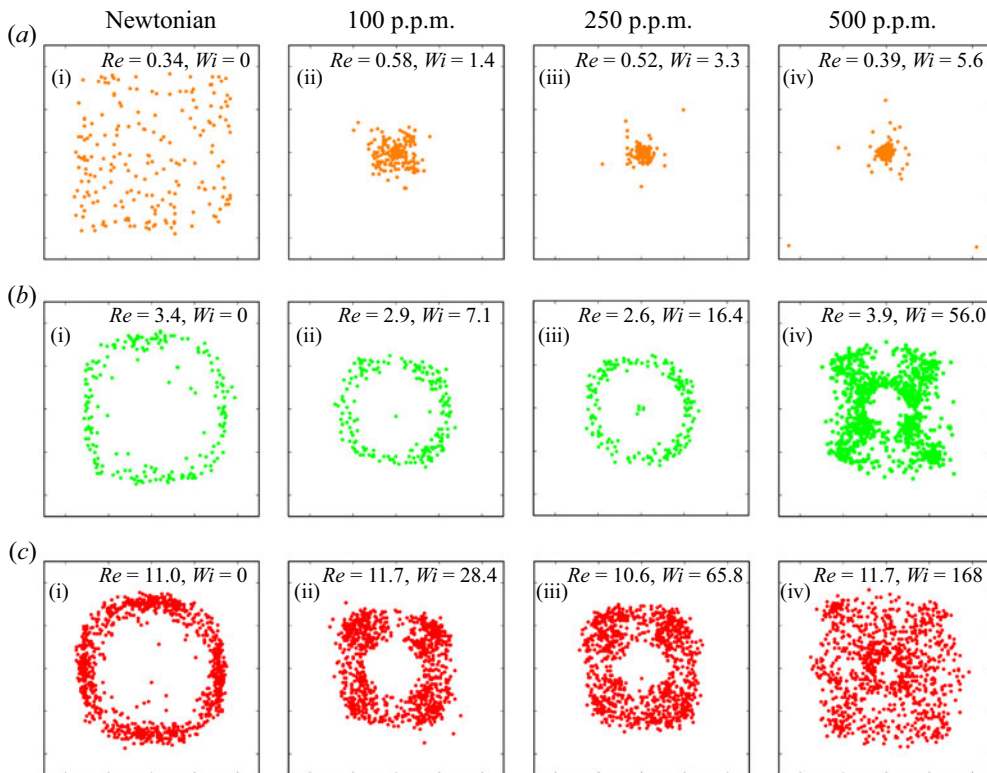 Newtonian 100 p.p.m. 250 p.p.m. 500 p.p.m.
(a)
Re = 0.34, Wi = 0 Re = 0.58, Wi = 1.4 Re = 0.52, Wi = 3.3 Re = 0.39, Wi = 5.6
(i) (ii) (iii) (iv)
(b)
Re = 3.4, Wi = 0 Re = 2.9, Wi = 7.1 Re = 2.6, Wi = 16.4 Re = 3.9, Wi = 56.0
(i) (ii) (iii) (iv)
(c)
Re = 11.0, Wi = 0 Re = 11.7, Wi = 28.4 Re = 10.6, Wi = 65.8 Re = 11.7, Wi = 168
(i) (ii) (iii) (iv)